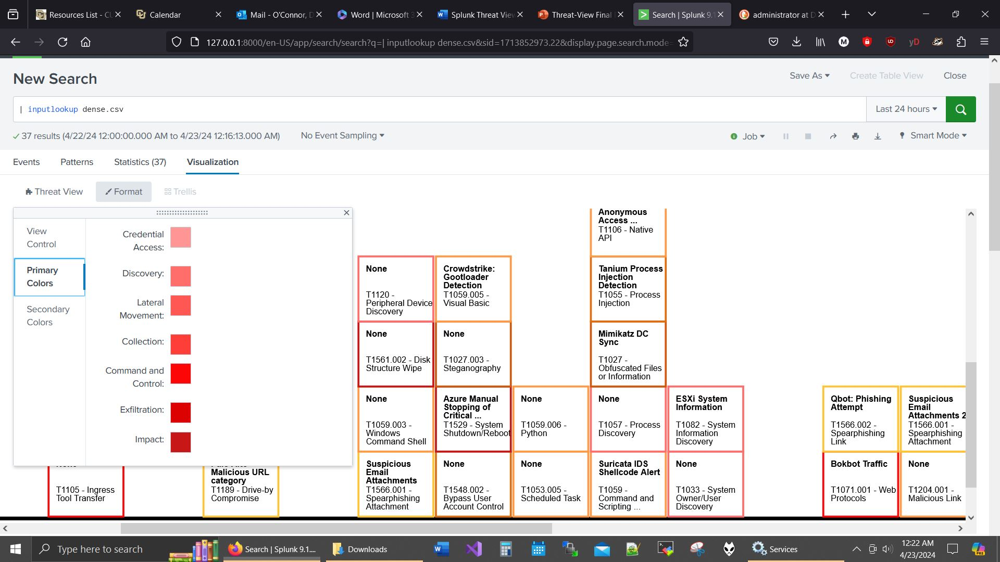 Resources List - CU
Calendar
Mail - O'Connor, D
Word | Microsoft 3
Splunk Threat View
Threat-View Final
Search | Splunk 9.1
administrator at D
127.0.0.1:8000/en-US/app/search/search?q=| inputlookup dense.csv&sid=1713852973.22&display.page.search.mode=
New Search
Save As
Create Table View
Close
| inputlookup dense.csv
Last 24 hours
37 results (4/22/24 12:00:00.000 AM to 4/23/24 12:16:13.000 AM)
No Event Sampling
Job
Smart Mode
Events
Patterns
Statistics (37)
Visualization
Threat View
Format
Trellis
View
Control
Primary
Colors
Secondary
Colors
Credential
Access:
Discovery:
Lateral
Movement:
Collection:
Command and
Control:
Exfiltration:
Impact:
Anonymous
Access ...
T1106 - Native
API
None
T1120 -
Peripheral Device
Discovery
Crowdstrike:
Gootloader
Detection
T1059.005 -
Visual Basic
Tanium Process
Injection
Detection
T1055 - Process
Injection
None
T1561.002 - Disk
Structure Wipe
None
T1027.003 -
Steganography
Mimikatz DC
Sync
T1027 -
Obfuscated Files
or Information
None
T1059.003 -
Windows
Command Shell
Azure Manual
Stopping of
Critical ...
T1529 - System
Shutdown/Reboot
None
T1059.006 -
Python
None
T1057 - Process
Discovery
ESXi System
Information
T1082 - System
Information
Discovery
Qbot: Phishing
Attempt
T1566.002 -
Spearphishing
Link
Suspicious
Email
Attachments 2
T1566.001 -
Spearphishing
Attachment
T1105 - Ingress
Tool Transfer
Malicious URL
category
T1189 - Drive-by
Compromise
Suspicious
Email
Attachments
T1566.001 -
Spearphishing
Attachment
None
T1548.002 -
Bypass User
Account Control
None
T1053.005 -
Scheduled Task
Suricata IDS
Shellcode Alert
T1059 -
Command and
Scripting ...
None
T1033 - System
Owner/User
Discovery
Bokbot Traffic
T1071.001 - Web
Protocols
None
T1204.001 -
Malicious Link
Type here to search
Search | Splunk 9.1....
Downloads
Services
12:22 AM
4/23/2024